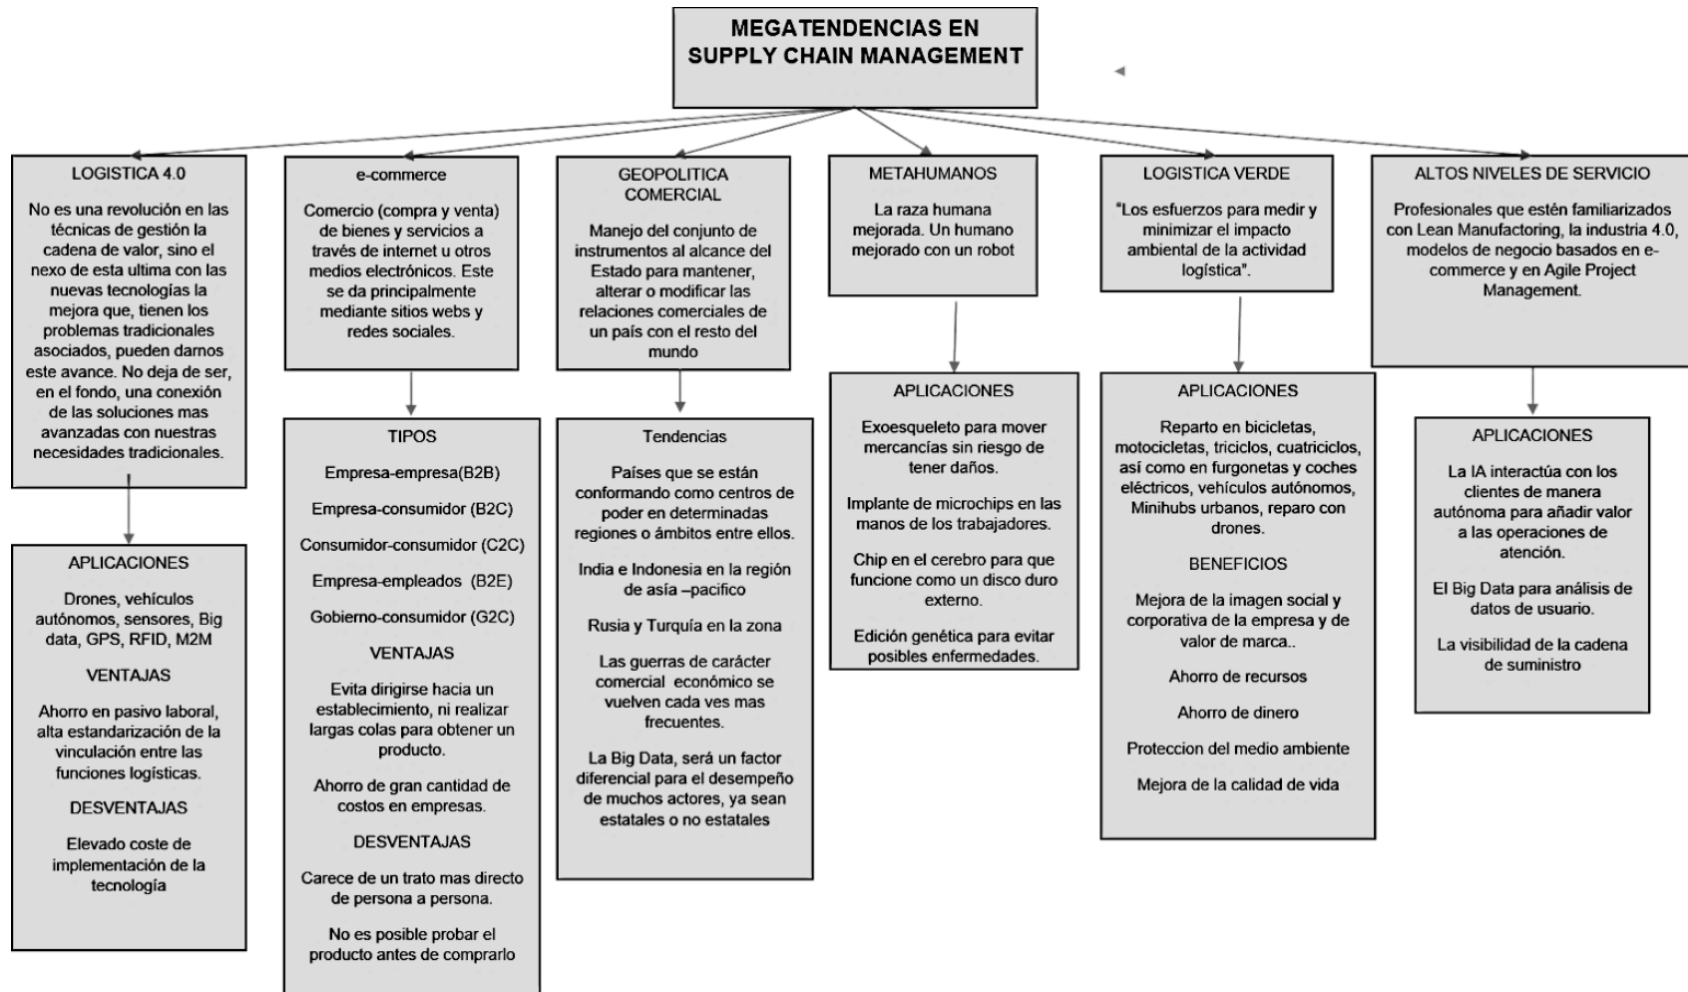 MEGATENDENCIAS EN
SUPPLY CHAIN MANAGEMENT
LOGISTICA 4.0
No es una revolución en las
técnicas de gestión la
cadena de valor, sino el
nexo de esta ultima con las
nuevas tecnologías la
mejora que, tienen los
problemas tradicionales
asociados, pueden darnos
este avance. No deja de ser,
en el fondo, una conexión
de las soluciones mas
avanzadas con nuestras
necesidades tradicionales.
APLICACIONES
Drones, vehículos
autónomos, sensores, Big
data, GPS, RFID, M2M
VENTAJAS
Ahorro en pasivo laboral,
alta estandarización de la
vinculación entre las
funciones logísticas.
DESVENTAJAS
Elevado coste de
implementación de la
tecnología
e-commerce
Comercio (compra y venta)
de bienes y servicios a
través de internet u otros
medios electrónicos. Este
se da principalmente
mediante sitios webs y
redes sociales.
TIPOS
Empresa-empresa(B2B)
Empresa-consumidor (B2C)
Consumidor-consumidor (C2C)
Empresa-empleados (B2E)
Gobierno-consumidor (G2C)
VENTAJAS
Evita dirigirse hacia un
establecimiento, ni realizar
largas colas para obtener un
producto.
Ahorro de gran cantidad de
costos en empresas.
DESVENTAJAS
Carece de un trato mas directo
de persona a persona.
No es posible probar el
producto antes de comprarlo
GEOPOLITICA
COMERCIAL
Manejo del conjunto de
instrumentos al alcance del
Estado para mantener,
alterar o modificar las
relaciones comerciales de
un país con el resto del
mundo
Tendencias
Países que se están
conformando como centros de
poder en determinadas
regiones o ámbitos entre ellos.
India e Indonesia en la región
de asía –pacifico
Rusia y Turquía en la zona
Las guerras de carácter
comercial económico se
vuelven cada ves mas
frecuentes.
La Big Data, será un factor
diferencial para el desempeño
de muchos actores, ya sean
estatales o no estatales
METAHUMANOS
La raza humana
mejorada. Un humano
mejorado con un robot
APLICACIONES
Exoesqueleto para mover
mercancías sin riesgo de
tener daños.
Implante de microchips en las
manos de los trabajadores.
Chip en el cerebro para que
funcione como un disco duro
externo.
Edición genética para evitar
posibles enfermedades.
LOGISTICA VERDE
"Los esfuerzos para medir y
minimizar el impacto
ambiental de la actividad
logística".
APLICACIONES
Reparto en bicicletas,
motocicletas, triciclos, cuatriciclos,
así como en furgonetas y coches
eléctricos, vehículos autónomos,
Minihubs urbanos, reparo con
drones.
BENEFICIOS
Mejora de la imagen social y
corporativa de la empresa y de
valor de marca..
Ahorro de recursos
Ahorro de dinero
Proteccion del medio ambiente
Mejora de la calidad de vida
ALTOS NIVELES DE SERVICIO
Profesionales que estén familiarizados
con Lean Manufactoring, la industria 4.0,
modelos de negocio basados en e-
commerce y en Agile Project
Management.
APLICACIONES
La IA interactúa con los
clientes de manera
autónoma para añadir valor
a las operaciones de
atención.
El Big Data para análisis de
datos de usuario.
La visibilidad de la cadena
de suministro